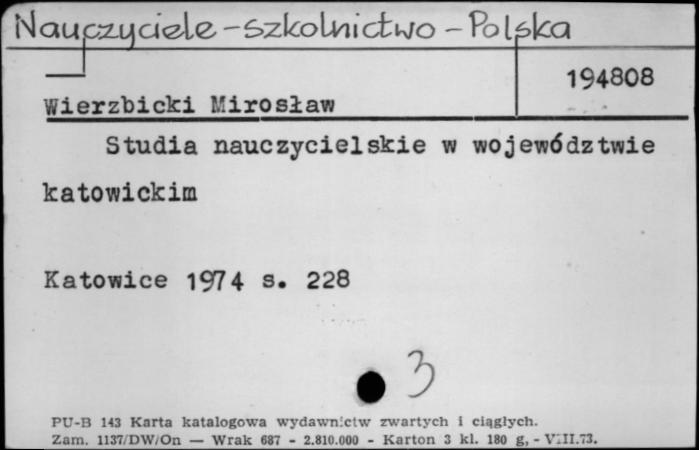 Nauczyciele – szkolnictwo – Polska
194808
Wierzbicki Mirosław
Studia nauczycielskie w województwie
katowickim
Katowice 1974 s. 228
3
PU-B 143 Karta katalogowa wydawnictw zwartych i ciągłych.
Zam. 1137/DW/On — Wrak 687 - 2.810.000 - Karton 3 kl. 180 g, - VIII.73.